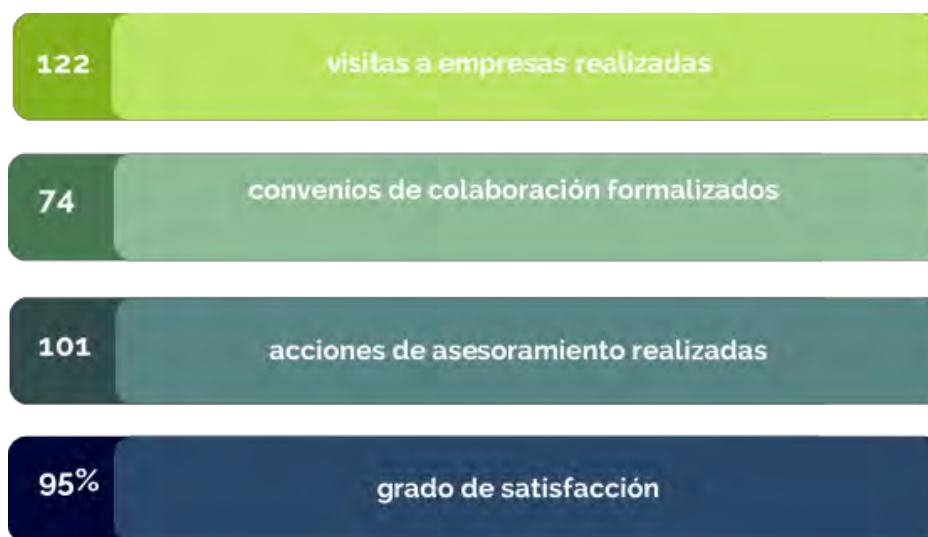 122 visitas a empresas realizadas
74 convenios de colaboración formalizados
101 acciones de asesoramiento realizadas
95% grado de satisfacción